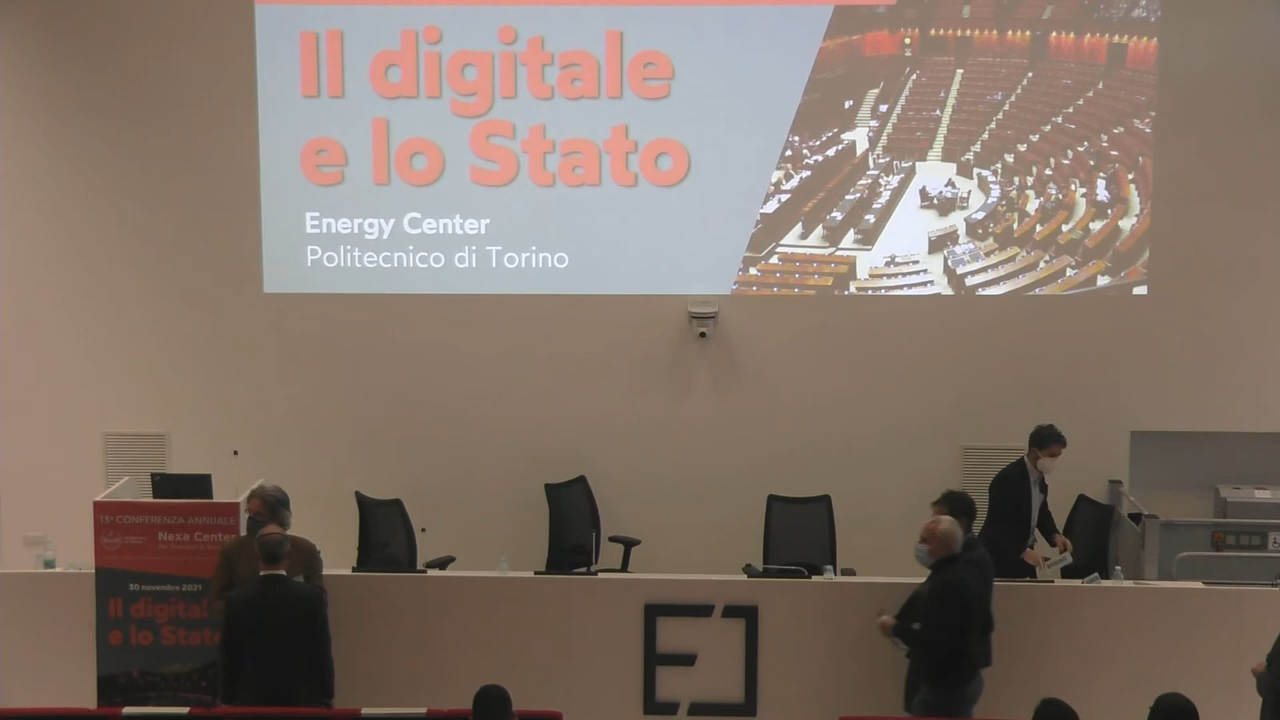 Il digitale
e lo Stato
Energy Center
Politecnico di Torino
13ª CONFERENZA ANNUALE
Nexa Center
30 novembre 2021
Il digital
e lo Stato